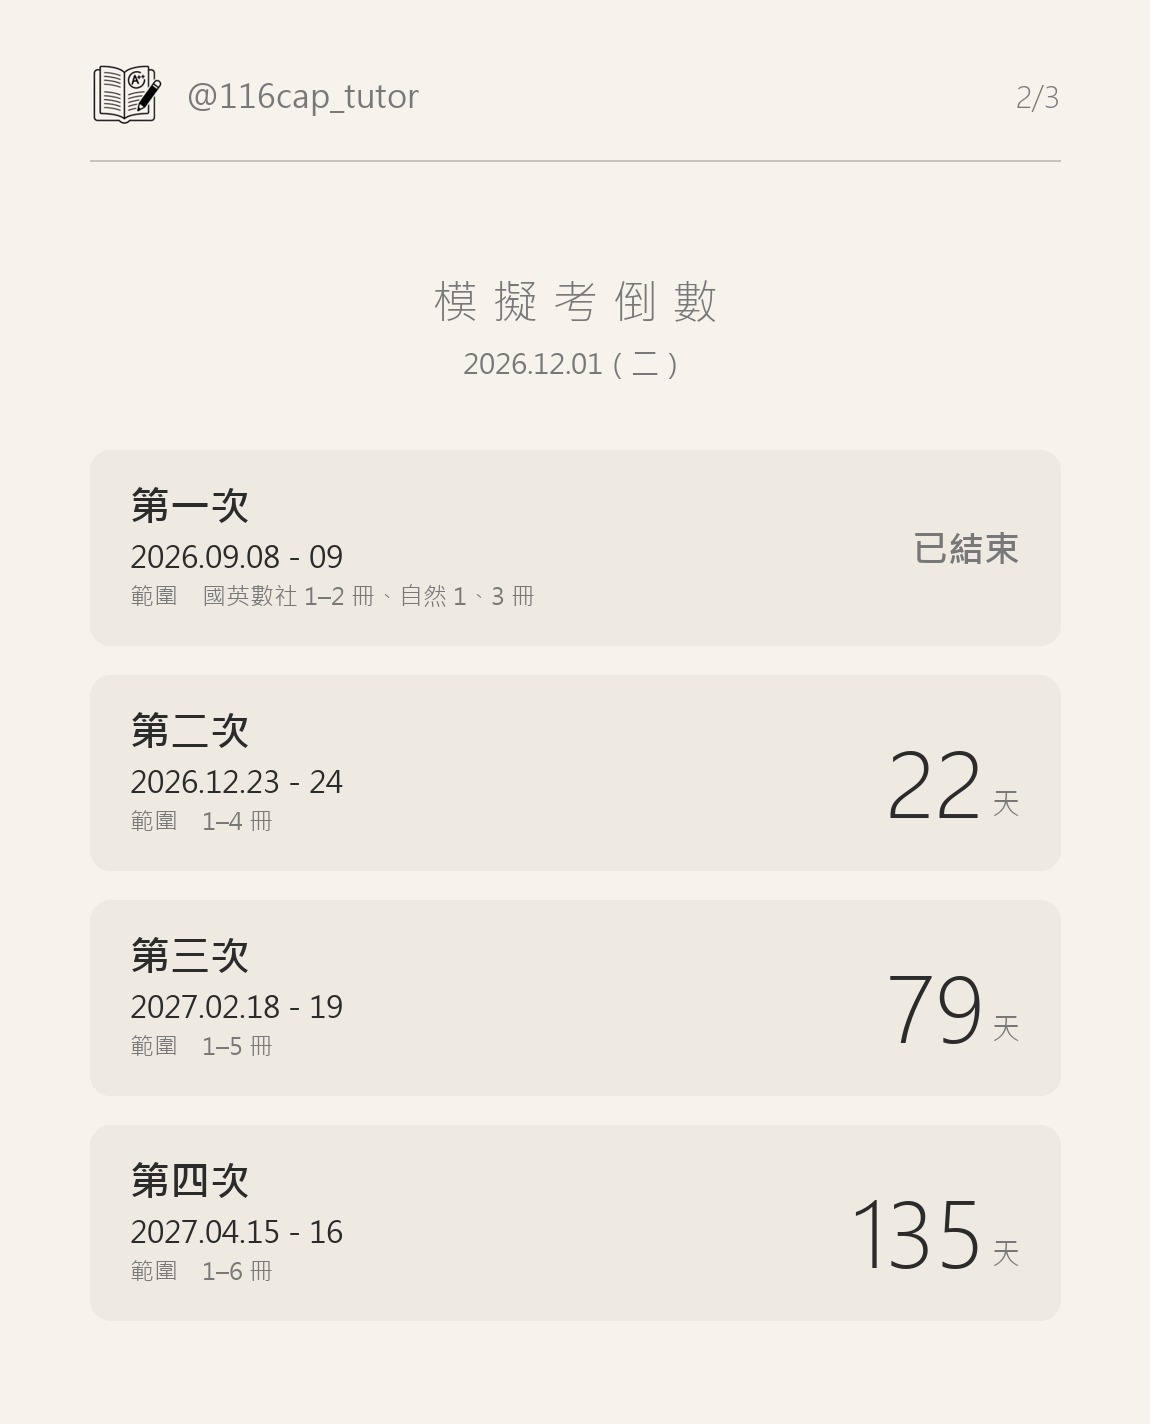 A++
@116cap_tutor
2/3
模擬考倒數
2026.12.01 ( 二 )
第一次
2026.09.08 - 09
範圍　國英數社 1–2 冊、自然 1、3 冊
已結束
第二次
2026.12.23 - 24
範圍　1–4 冊
22 天
第三次
2027.02.18 - 19
範圍　1–5 冊
79 天
第四次
2027.04.15 - 16
範圍　1–6 冊
135 天